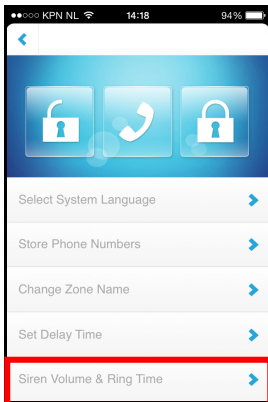 KPN NL 14:18 94%
Select System Language
Store Phone Numbers
Change Zone Name
Set Delay Time
Siren Volume & Ring Time